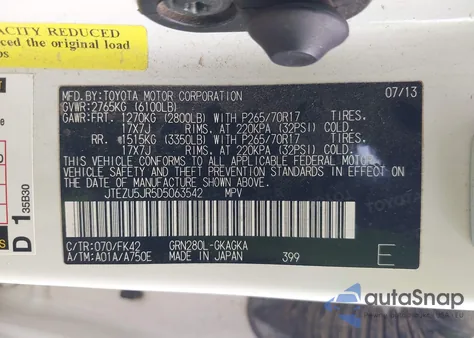 ACITY REDUCED
uced the original load
os
e
D 1 35B30
MFD.BY: TOYOTA MOTOR CORPORATION 07/13
GVWR: 2765KG (6100LB)
GAWR: FRT. 1270KG (2800LB) WITH P265/70R17 TIRES.
17X7J RIMS. AT 220KPA (32PSI) COLD.
RR. 1515KG (3350LB) WITH P265/70R17 TIRES.
17X7J RIMS. AT 220KPA (32PSI) COLD.
THIS VEHICLE CONFORMS TO ALL APPLICABLE FEDERAL MOTOR
VEHICLE SAFETY AND THEFT PREVENTION STANDARDS IN EFFECT
ON THE DATE OF MANUFACTURE SHOWN ABOVE.
JTEZU5JR5D5063542 MPV
C/TR: 070/FK42 GRN280L-GKAGKA
A/TM: A01A/A750E MADE IN JAPAN 399 E
autoSnap